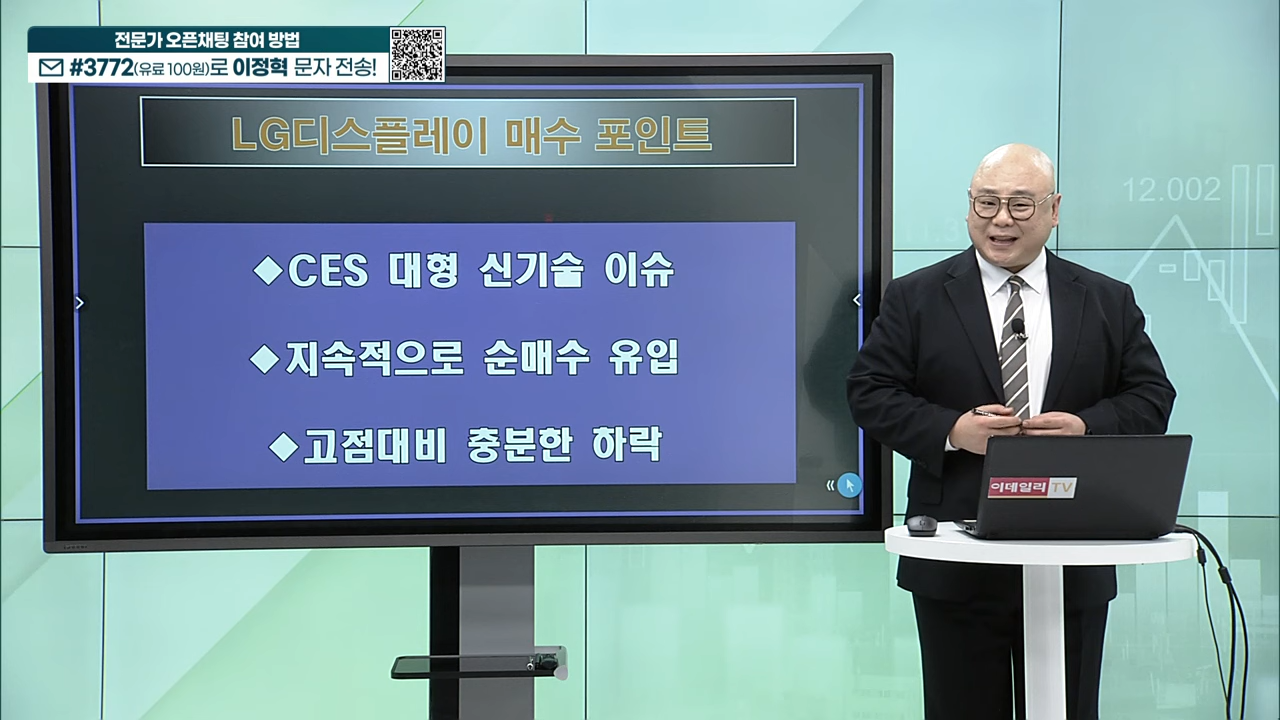 전문가 오픈채팅 참여 방법
#3772(유료 100원)로 이정혁 문자 전송!
LG디스플레이 매수 포인트
◆CES 대형 신기술 이슈
◆지속적으로 순매수 유입
◆고점대비 충분한 하락
12.002
이데일리TV